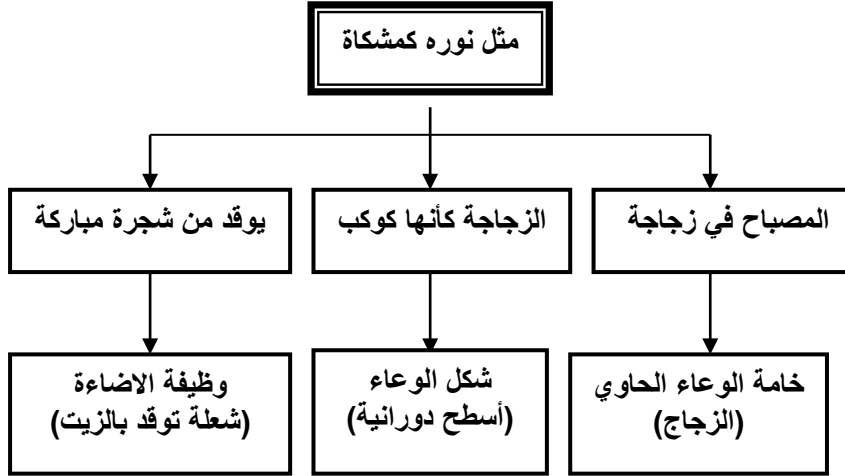 مثل نوره كمشكاة
المصباح في زجاجة
الزجاجة كأنها كوكب
يوقد من شجرة مباركة
خامة الوعاء الحاوي
(الزجاج)
شكل الوعاء
(أسطح دورانية)
وظيفة الاضاءة
(شعلة توقد بالزيت)